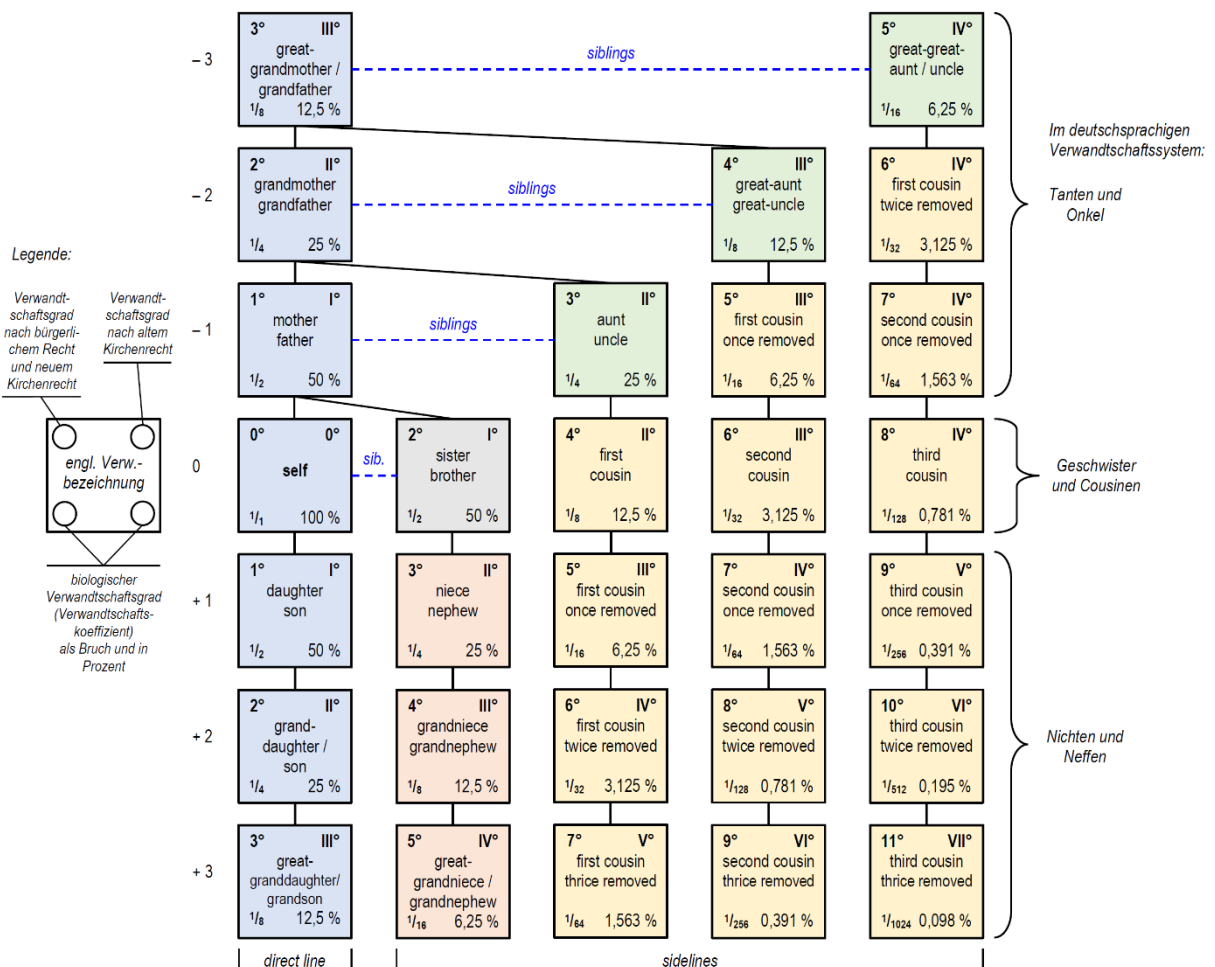 – 3
3° III°
great-
grandmother /
grandfather
1/8 12,5 %
siblings
5° IV°
great-great-
aunt / uncle
1/16 6,25 %
– 2
2° II°
grandmother
grandfather
1/4 25 %
siblings
4° III°
great-aunt
great-uncle
1/8 12,5 %
6° IV°
first cousin
twice removed
1/32 3,125 %
Im deutschsprachigen
Verwandtschaftssystem:
Tanten und
Onkel
– 1
1° I°
mother
father
1/2 50 %
siblings
3° II°
aunt
uncle
1/4 25 %
5° III°
first cousin
once removed
1/16 6,25 %
7° IV°
second cousin
once removed
1/64 1,563 %
Legende:
Verwandt-
schaftsgrad
nach bürgerli-
chem Recht
und neuem
Kirchenrecht
Verwandt-
schaftsgrad
nach altem
Kirchenrecht
engl. Verw.-
bezeichnung
biologischer
Verwandtschaftsgrad
(Verwandtschafts-
koeffizient)
als Bruch und in
Prozent
0
0° 0°
self
1/1 100 %
sib.
2° I°
sister
brother
1/2 50 %
4° II°
first
cousin
1/8 12,5 %
6° III°
second
cousin
1/32 3,125 %
8° IV°
third
cousin
1/128 0,781 %
Geschwister
und Cousinen
+ 1
1° I°
daughter
son
1/2 50 %
3° II°
niece
nephew
1/4 25 %
5° III°
first cousin
once removed
1/16 6,25 %
7° IV°
second cousin
once removed
1/64 1,563 %
9° V°
third cousin
once removed
1/256 0,391 %
+ 2
2° II°
grand-
daughter /
son
1/4 25 %
4° III°
grandniece
grandnephew
1/8 12,5 %
6° IV°
first cousin
twice removed
1/32 3,125 %
8° V°
second cousin
twice removed
1/128 0,781 %
10° VI°
third cousin
twice removed
1/512 0,195 %
Nichten und
Neffen
+ 3
3° III°
great-
granddaughter/
grandson
1/8 12,5 %
5° IV°
great-
grandniece /
grandnephew
1/16 6,25 %
7° V°
first cousin
thrice removed
1/64 1,563 %
9° VI°
second cousin
thrice removed
1/256 0,391 %
11° VII°
third cousin
thrice removed
1/1024 0,098 %
direct line
sidelines